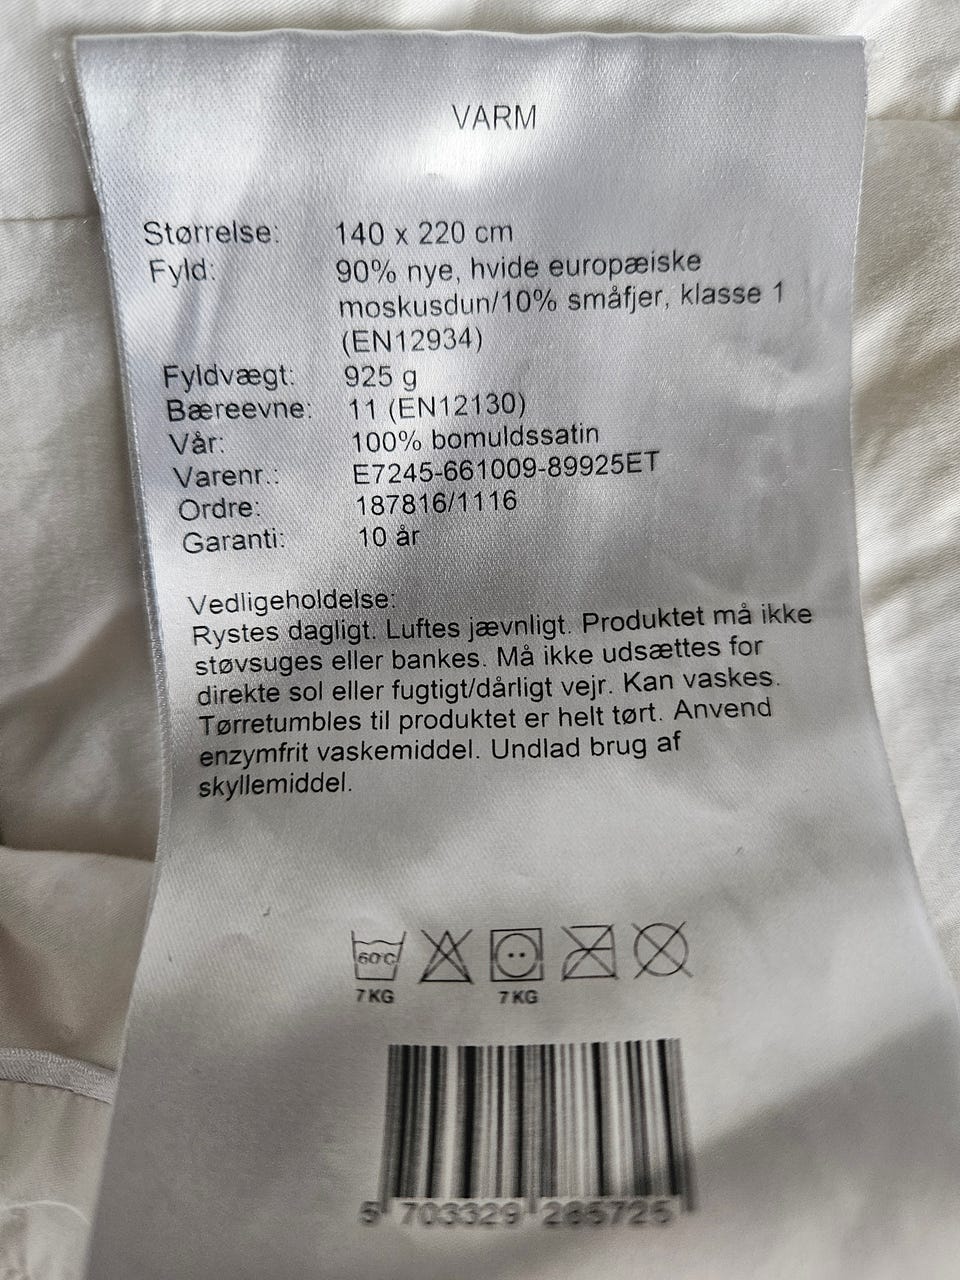 VARM
Størrelse: 140 x 220 cm
Fyld: 90% nye, hvide europæiske
moskusdun/10% småfjer, klasse 1
(EN12934)
Fyldvægt: 925 g
Bæreevne: 11 (EN12130)
Vår: 100% bomuldssatin
Varenr.: E7245-661009-89925ET
Ordre: 187816/1116
Garanti: 10 år
Vedligeholdelse:
Rystes dagligt. Luftes jævnligt. Produktet må ikke
støvsuges eller bankes. Må ikke udsættes for
direkte sol eller fugtigt/dårligt vejr. Kan vaskes.
Tørretumbles til produktet er helt tørt. Anvend
enzymfrit vaskemiddel. Undlad brug af
skyllemiddel.
60°C
7 KG 7 KG
5 703329 285725